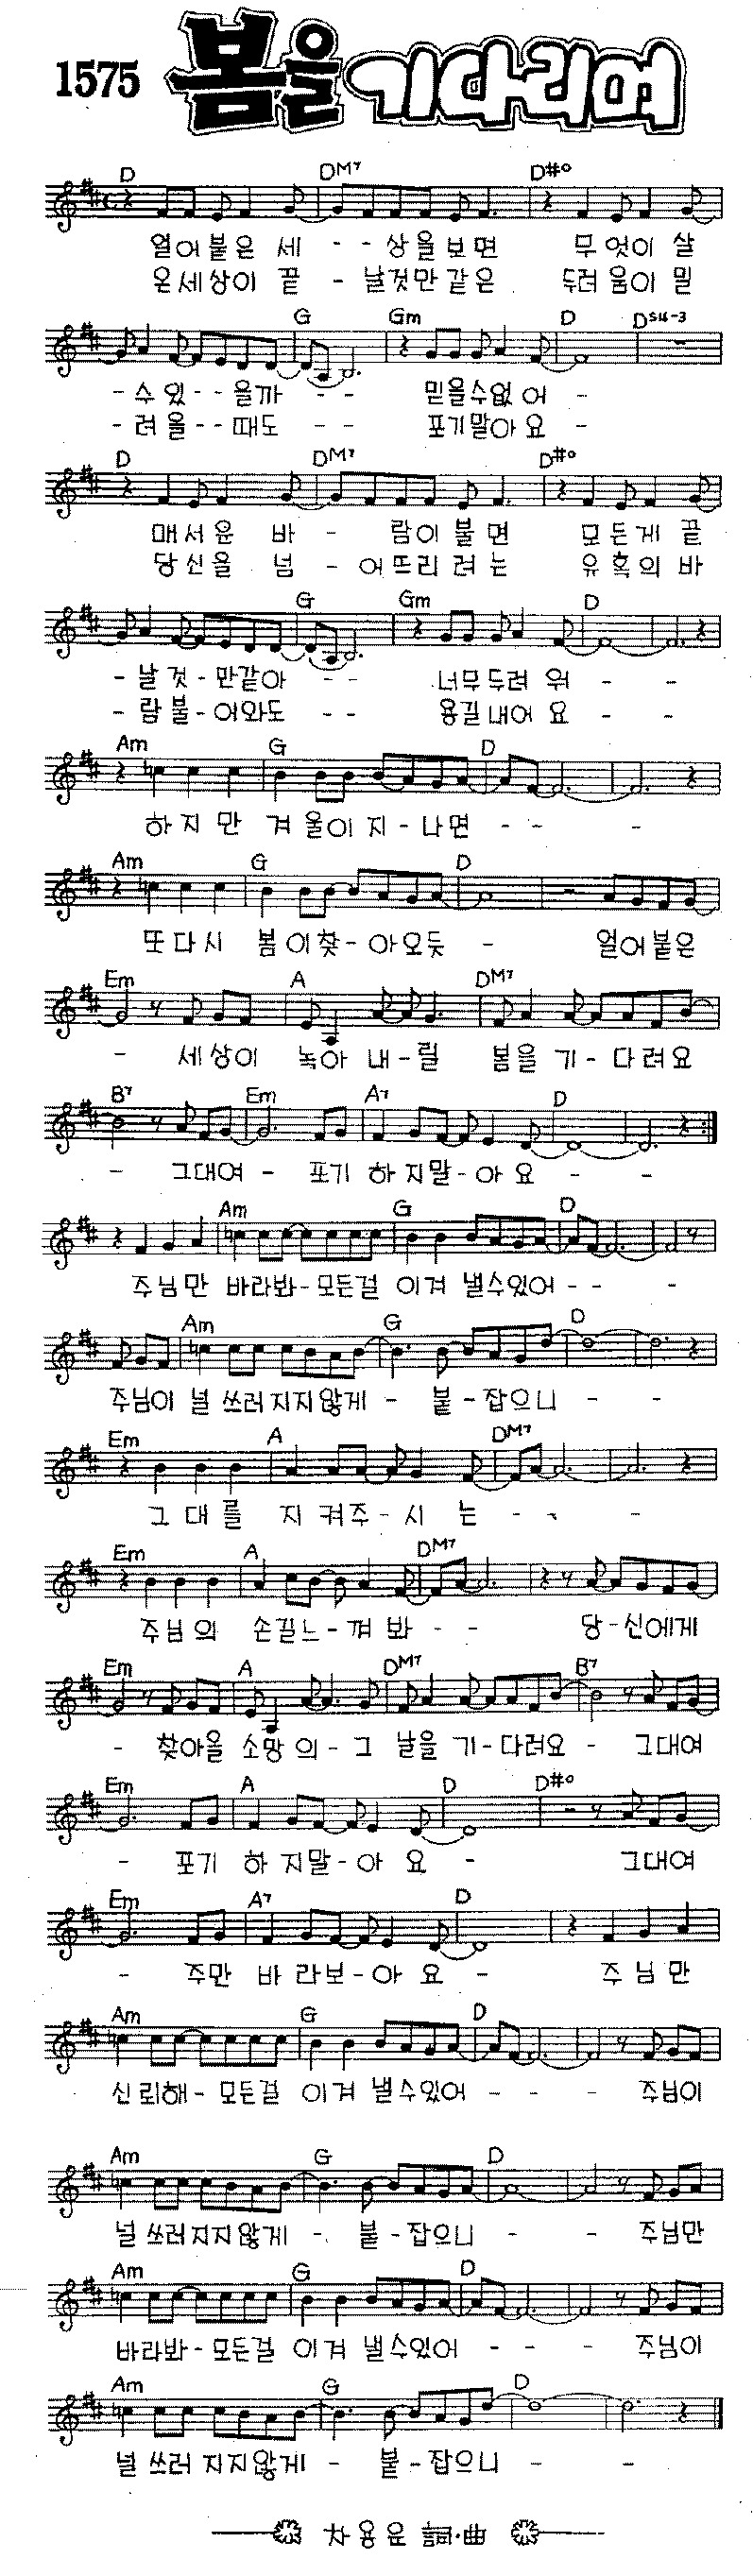 1575 봄을 기다리며
D DM7 D#o
얼어붙은 세 - - 상을보면 무엇이 살
온세상이 끝 - 날것만같은 두려움이 밀
G Gm D Dsus-3
- 수있 - - 을까 - - 믿을수없어 -
- 려올 - - 때도 - - 포기말아요 -
D DM7 D#o
매서운 바 - 람이불면 모든게 끝
당신을 넘 - 어뜨리려는 유혹의 바
G Gm D
- 날것 - 만같아 - - 너무두려워 - -
- 람불 - 어와도 - - 용길내어요 - -
Am G D
하지만 겨울이지 - 나면 - - -
Am G D
또다시 봄이찾 - 아오듯 - 얼어붙은
Em A DM7
- 세상이 녹아 내 - 릴 봄을 기 - 다려요
B7 Em A7 D
- 그대여 - 포기 하지말 - 아요 - -
Am G D
주님만 바라봐 - 모든걸 이겨 낼수있어 - - -
Am G D
주님이 널 쓰러지지않게 - 붙 - 잡으니 - -
Em A DM7
그대를 지켜주 - 시는 - - -
Em A DM7
주님의 손길느 - 껴봐 - - 당 - 신에게
Em A DM7 B7
- 찾아올 소망의 - 그 날을 기 - 다려요 - 그대여
Em A D D#o
- 포기 하지말 - 아요 - 그대여
Em A7 D
- 주만 바라보 - 아요 - 주님만
Am G D
신뢰해 - 모든걸 이겨 낼수있어 - - - 주님이
Am G D
널 쓰러지지않게 - 붙 - 잡으니 - - 주님만
Am G D
바라봐 - 모든걸 이겨 낼수있어 - - - 주님이
Am G D
널 쓰러지지않게 - 붙 - 잡으니 - -
차용운 詞·曲